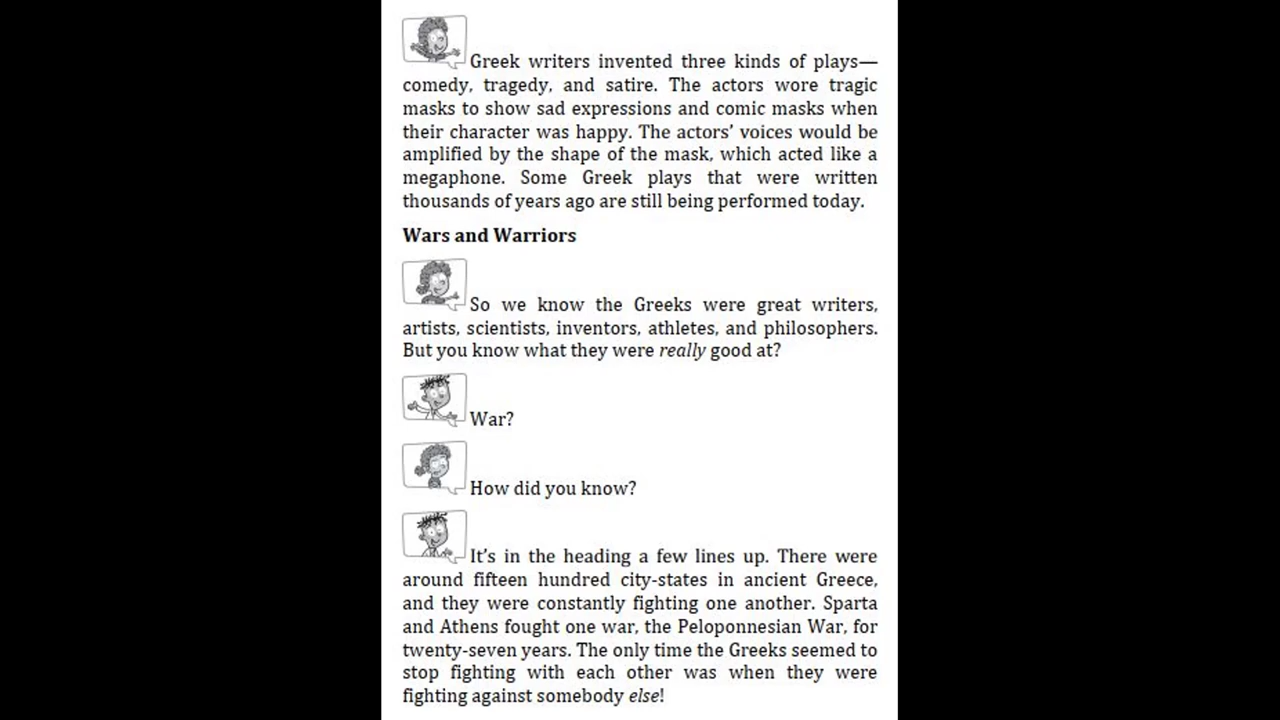 Greek writers invented three kinds of plays—
comedy, tragedy, and satire. The actors wore tragic
masks to show sad expressions and comic masks when
their character was happy. The actors’ voices would be
amplified by the shape of the mask, which acted like a
megaphone. Some Greek plays that were written
thousands of years ago are still being performed today.
Wars and Warriors
So we know the Greeks were great writers,
artists, scientists, inventors, athletes, and philosophers.
But you know what they were really good at?
War?
How did you know?
It’s in the heading a few lines up. There were
around fifteen hundred city-states in ancient Greece,
and they were constantly fighting one another. Sparta
and Athens fought one war, the Peloponnesian War, for
twenty-seven years. The only time the Greeks seemed to
stop fighting with each other was when they were
fighting against somebody else!